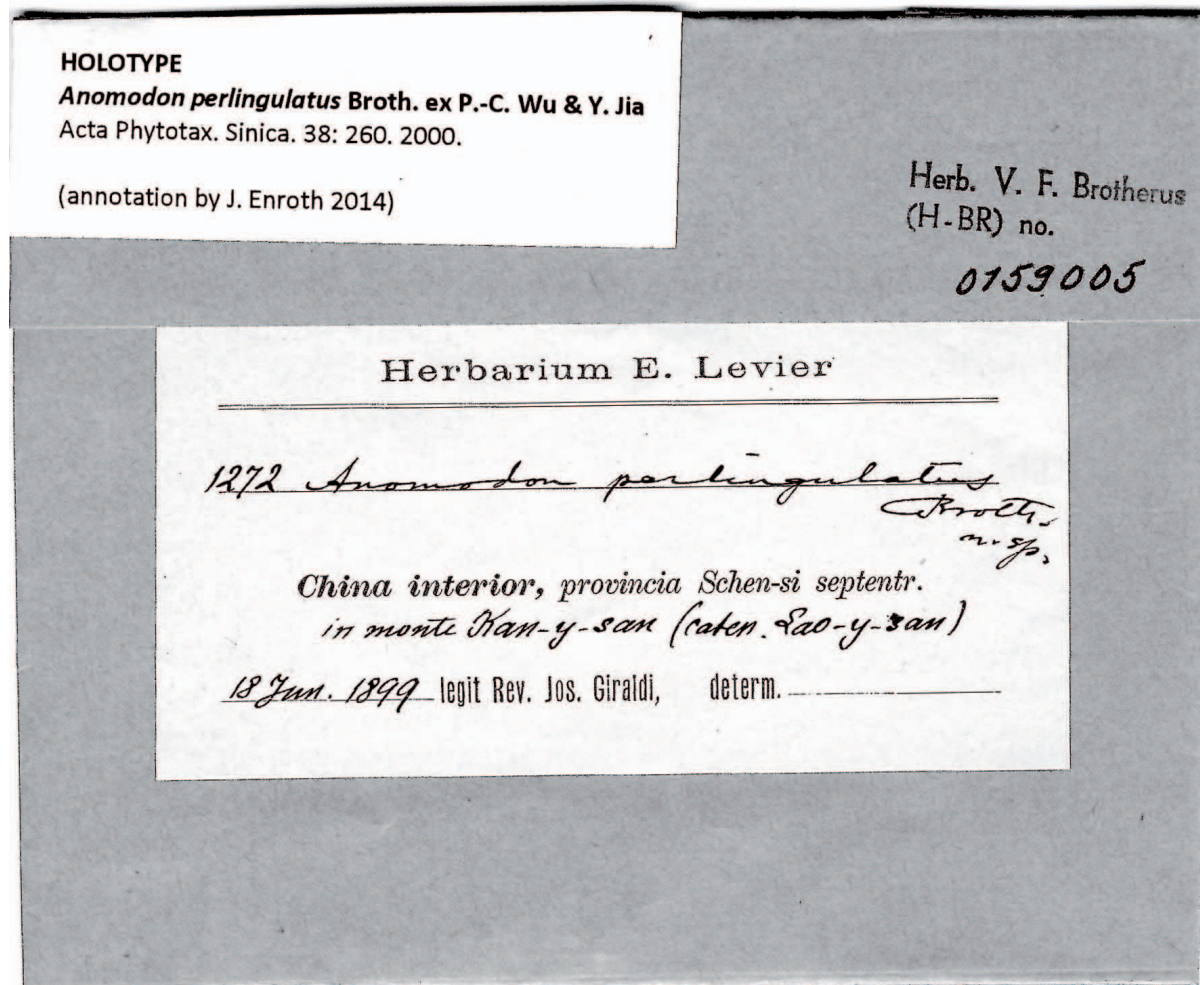 HOLOTYPE
Anomodon perlingulatus Broth. ex P.-C. Wu & Y. Jia
Acta Phytotax. Sinica. 38: 260. 2000.
(annotation by J. Enroth 2014)
Herb. V. F. Brotherus
(H-BR) no.
0159005
Herbarium E. Levier
1272 Anomodon perlingulatus
Broth.
n. sp.
China interior, provincia Schen-si septentr.
in monte Kan-y-san (caten. Lao-y-san)
18 Jun. 1899 legit Rev. Jos. Giraldi, determ.